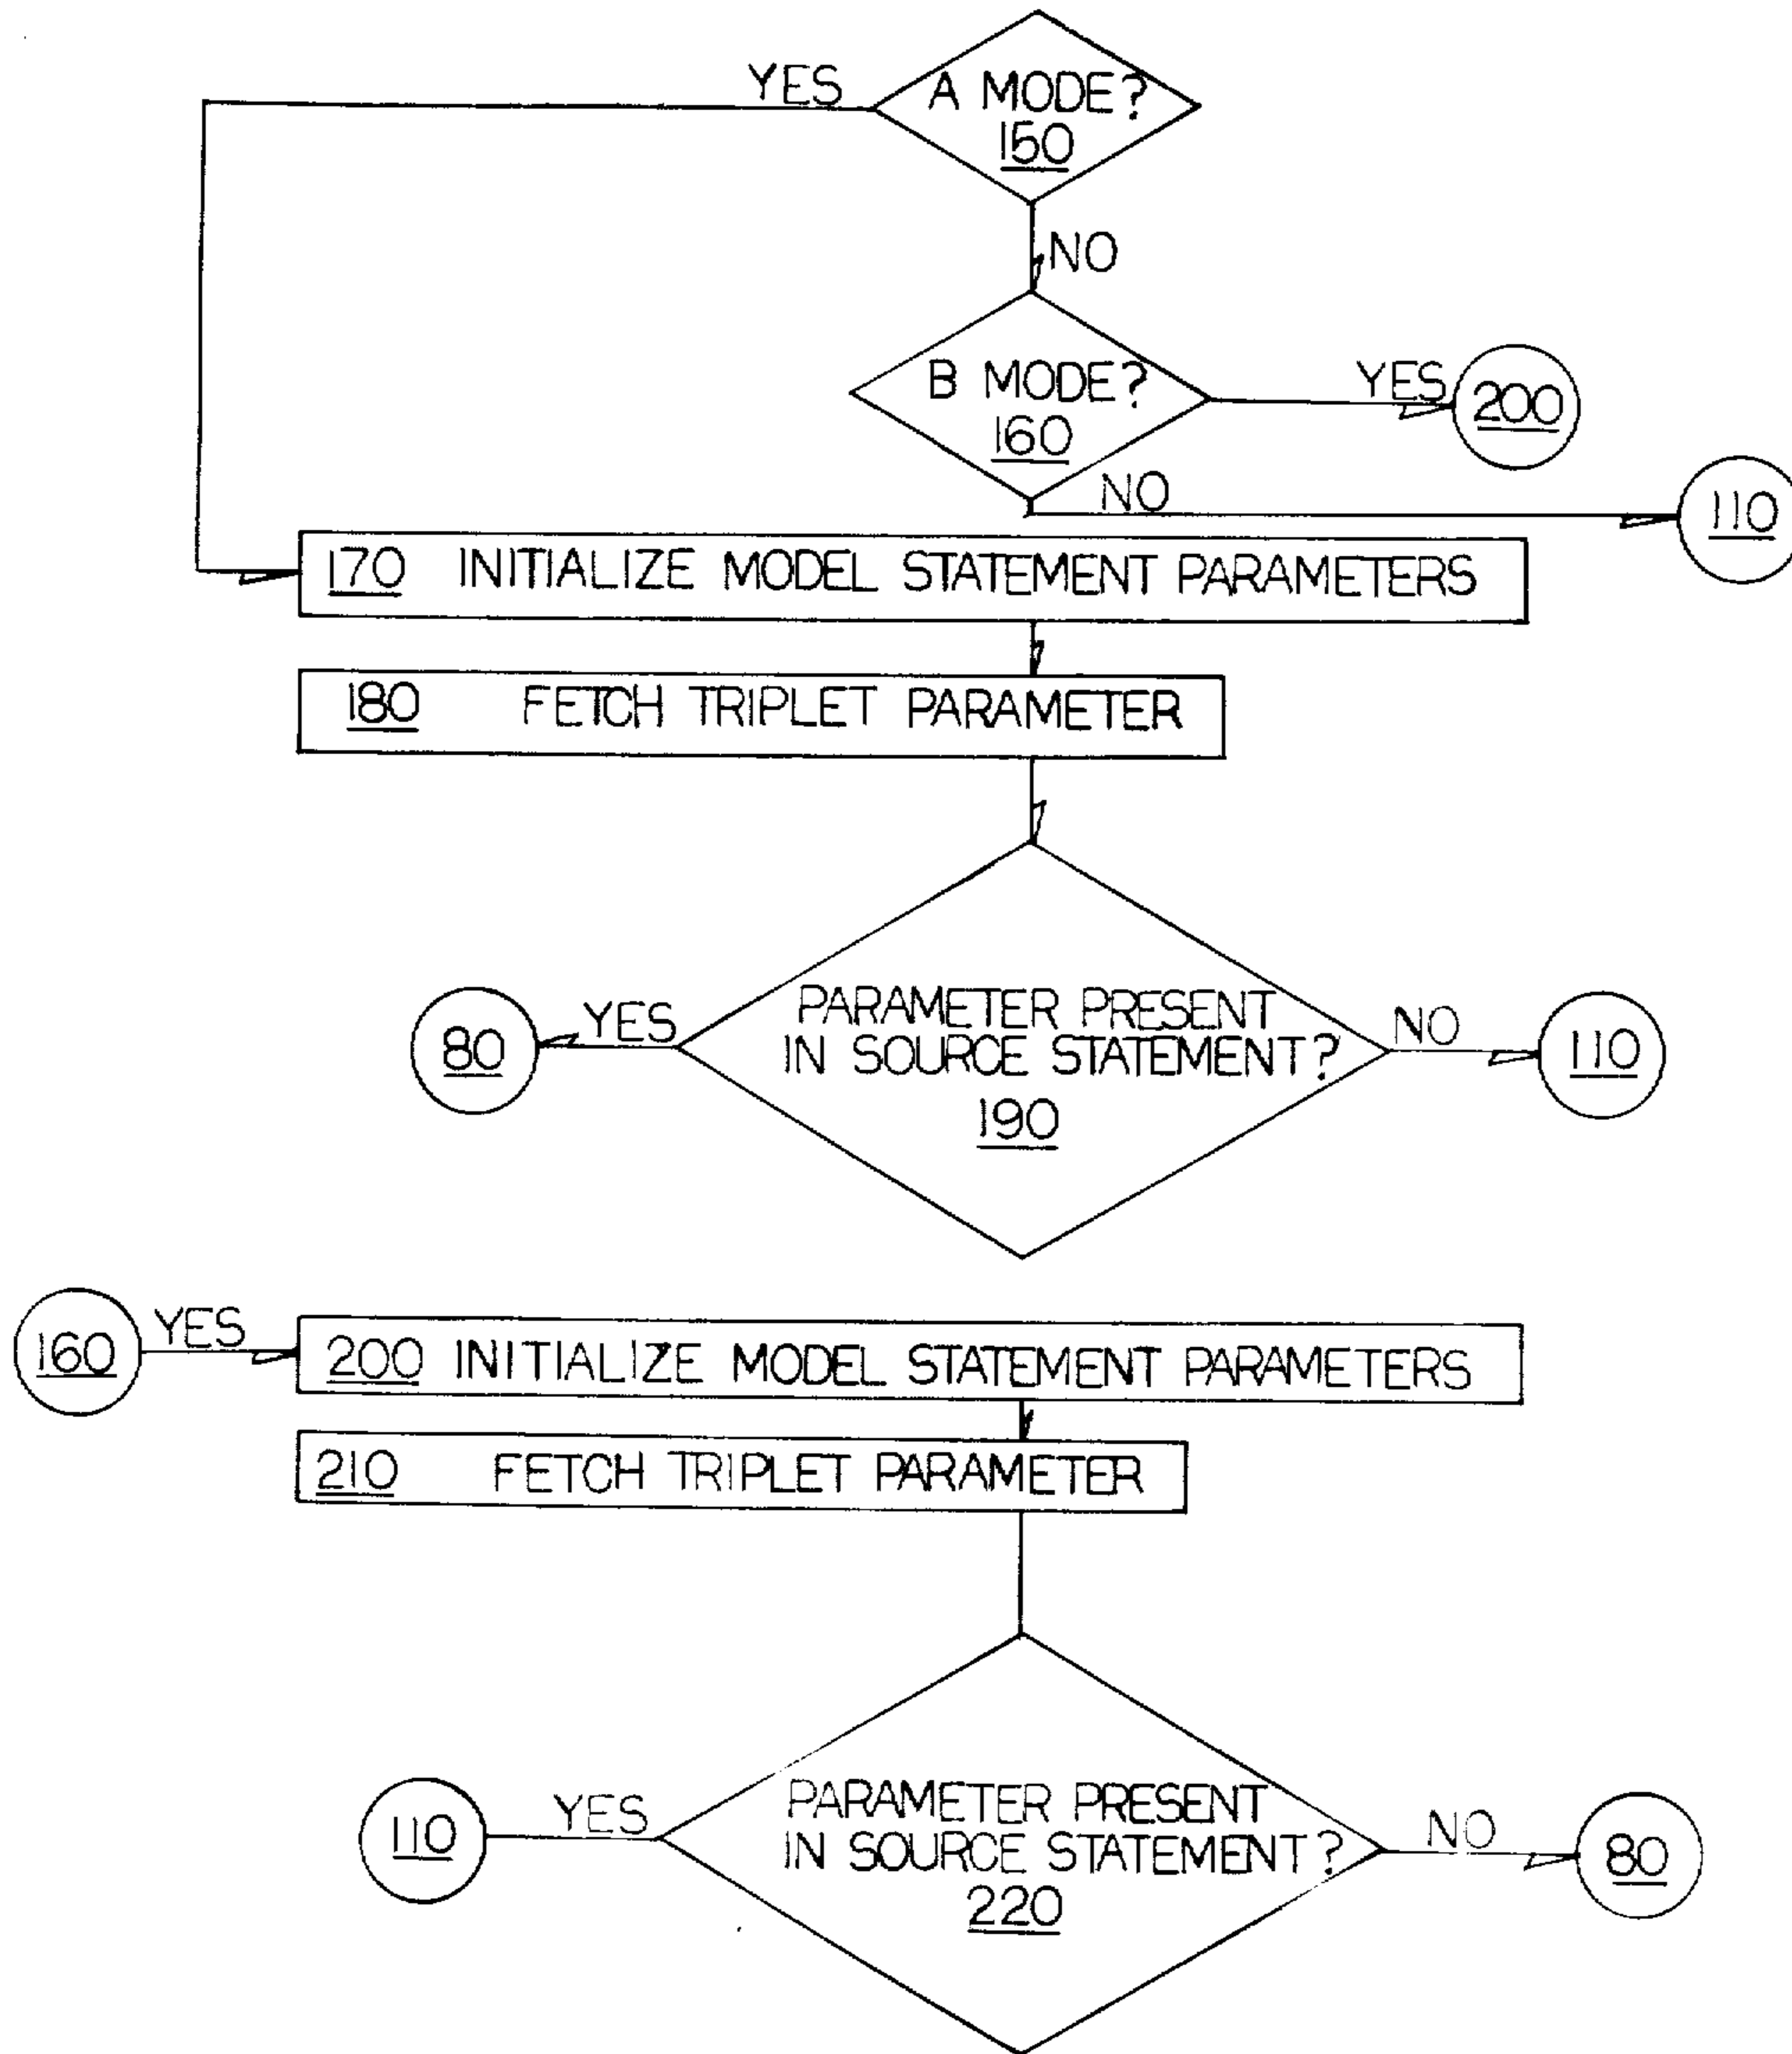 YES
A MODE?
150
NO
B MODE?
160
YES
200
NO
110
170 INITIALIZE MODEL STATEMENT PARAMETERS
180 FETCH TRIPLET PARAMETER
PARAMETER PRESENT
IN SOURCE STATEMENT?
190
YES
80
NO
110
160
YES
200 INITIALIZE MODEL STATEMENT PARAMETERS
210 FETCH TRIPLET PARAMETER
PARAMETER PRESENT
IN SOURCE STATEMENT?
220
YES
110
NO
80